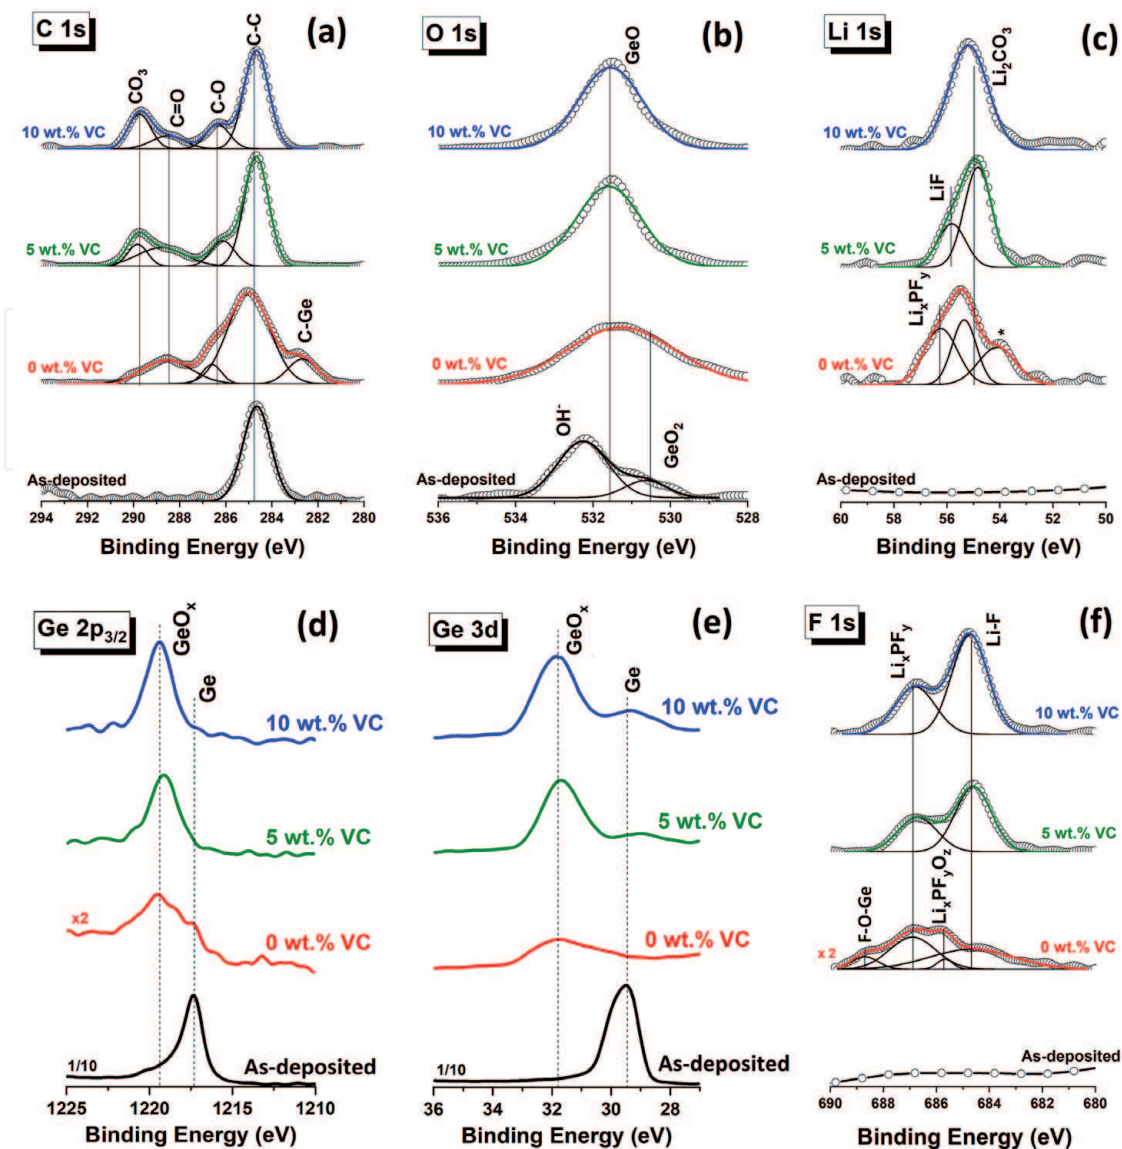 C 1s
(a)
C-C
CO3
C=O
C-O
10 wt.% VC
5 wt.% VC
C-Ge
0 wt.% VC
As-deposited
294 292 290 288 286 284 282 280
Binding Energy (eV)
O 1s
(b)
GeO
10 wt.% VC
5 wt.% VC
0 wt.% VC
OH-
GeO2
As-deposited
536 534 532 530 528
Binding Energy (eV)
Li 1s
(c)
Li2CO3
10 wt.% VC
LiF
5 wt.% VC
LixPFy
*
0 wt.% VC
As-deposited
60 58 56 54 52 50
Binding Energy (eV)
Ge 2p3/2
(d)
GeOx
Ge
10 wt.% VC
5 wt.% VC
x2
0 wt.% VC
1/10
As-deposited
1225 1220 1215 1210
Binding Energy (eV)
Ge 3d
(e)
GeOx
Ge
10 wt.% VC
5 wt.% VC
0 wt.% VC
1/10
As-deposited
36 34 32 30 28
Binding Energy (eV)
F 1s
(f)
LixPFy
Li-F
10 wt.% VC
5 wt.% VC
F-O-Ge
LixPFyOz
x 2
0 wt.% VC
As-deposited
690 688 686 684 682 680
Binding Energy (eV)